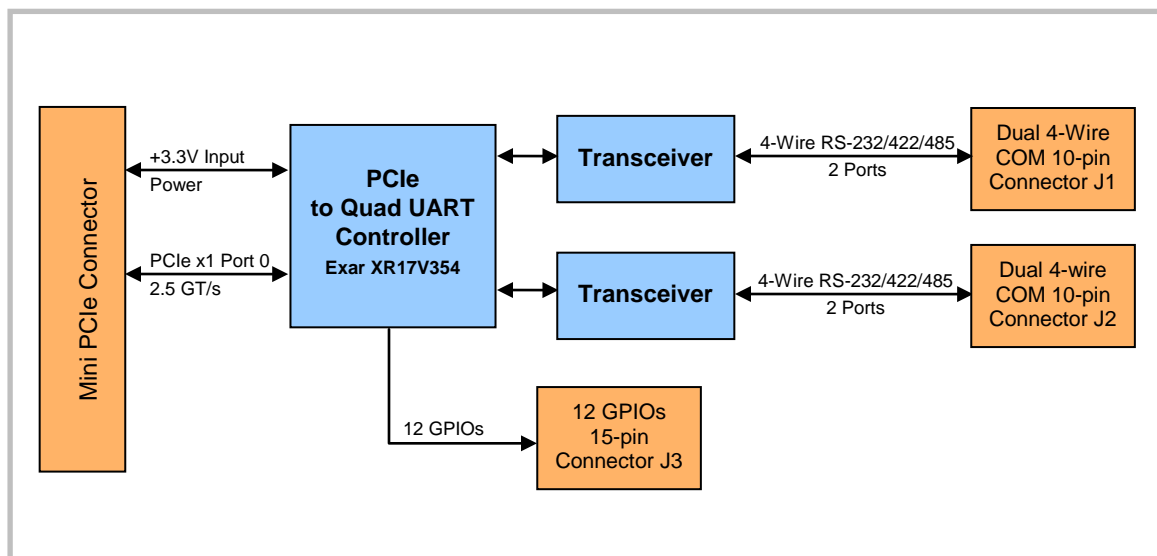 Mini PCIe Connector
+3.3V Input
Power
PCIe x1 Port 0
2.5 GT/s
PCIe
to Quad UART
Controller
Exar XR17V354
Transceiver
4-Wire RS-232/422/485
2 Ports
Dual 4-Wire
COM 10-pin
Connector J1
Transceiver
4-Wire RS-232/422/485
2 Ports
Dual 4-wire
COM 10-pin
Connector J2
12 GPIOs
12 GPIOs
15-pin
Connector J3